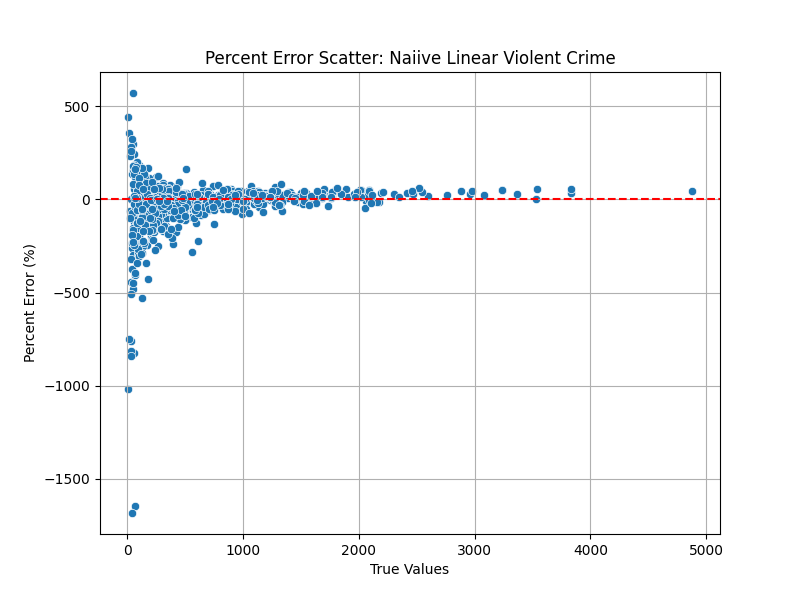 Percent Error Scatter: Naiive Linear Violent Crime
Percent Error (%)
500
0
−500
−1000
−1500
0 1000 2000 3000 4000 5000
True Values